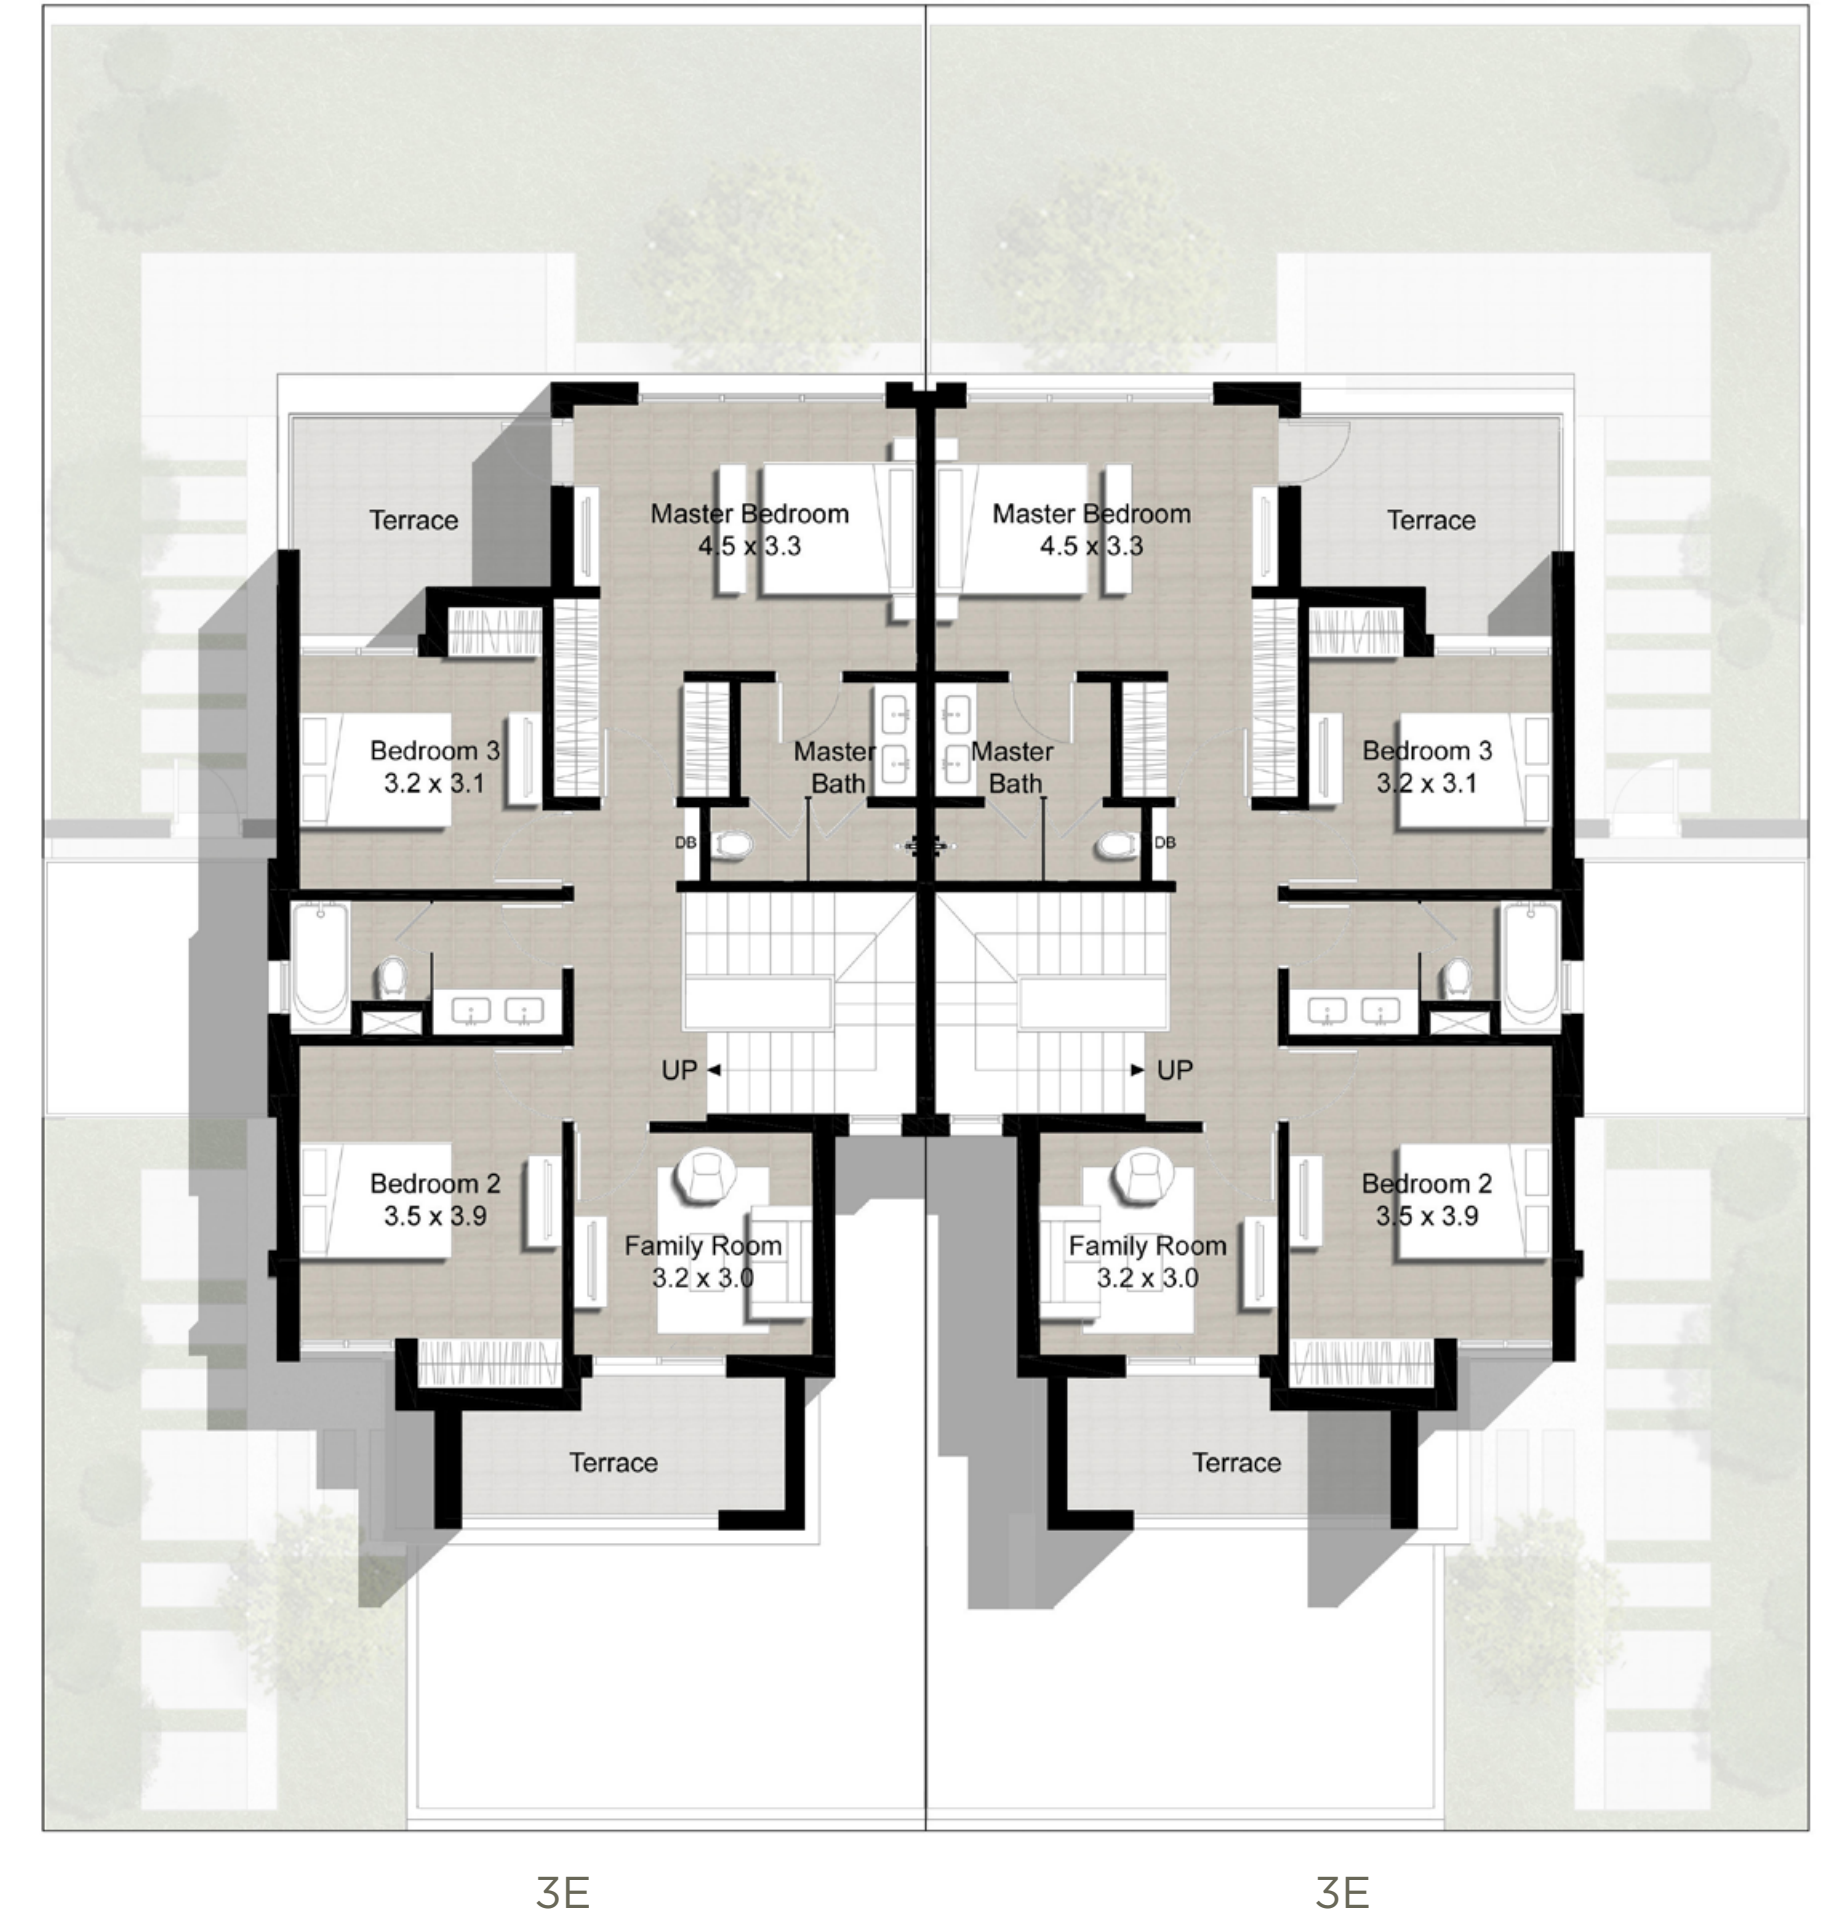 Terrace
Master Bedroom
4.5 x 3.3
Master Bedroom
4.5 x 3.3
Terrace
Bedroom 3
3.2 x 3.1
Master
Bath
Master
Bath
Bedroom 3
3.2 x 3.1
DB
DB
UP
UP
Bedroom 2
3.5 x 3.9
Family Room
3.2 x 3.0
Family Room
3.2 x 3.0
Bedroom 2
3.5 x 3.9
Terrace
Terrace
3E
3E